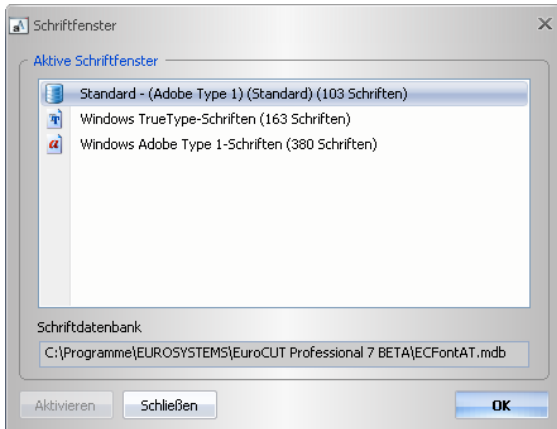 Schriftfenster
Aktive Schriftfenster
Standard - (Adobe Type 1) (Standard) (103 Schriften)
Windows TrueType-Schriften (163 Schriften)
Windows Adobe Type 1-Schriften (380 Schriften)
Schriftdatenbank
C:\Programme\EUROSYSTEMS\EuroCUT Professional 7 BETA\ECFontAT.mdb
Aktivieren Schließen OK